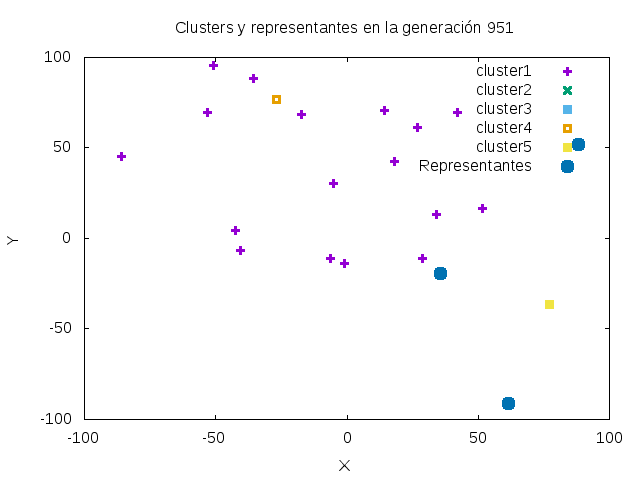 Clusters y representantes en la generación 951
100
50
0
-50
-100
-100
-50
0
50
100
Y
X
cluster1
cluster2
cluster3
cluster4
cluster5
Representantes